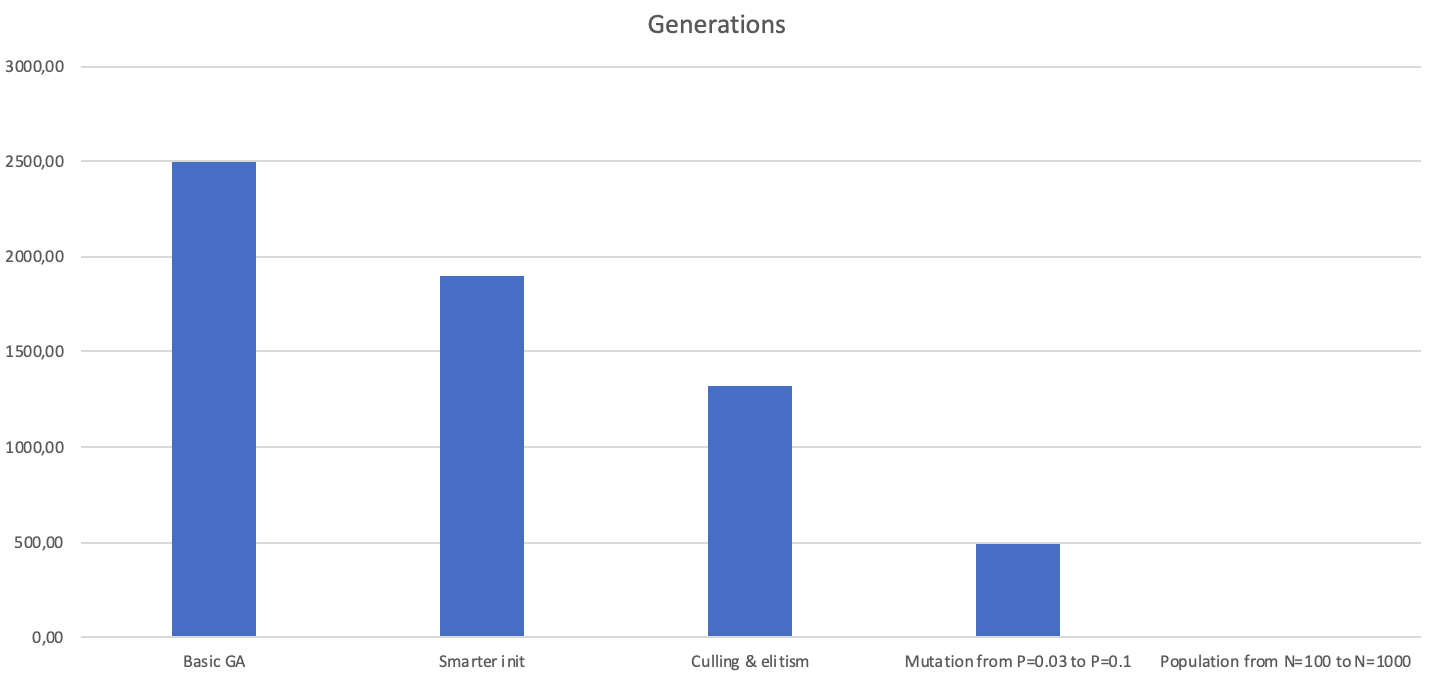 Generations
3000,00
2500,00
2000,00
1500,00
1000,00
500,00
0,00
Basic GA
Smarter init
Culling & elitism
Mutation from P=0.03 to P=0.1
Population from N=100 to N=1000